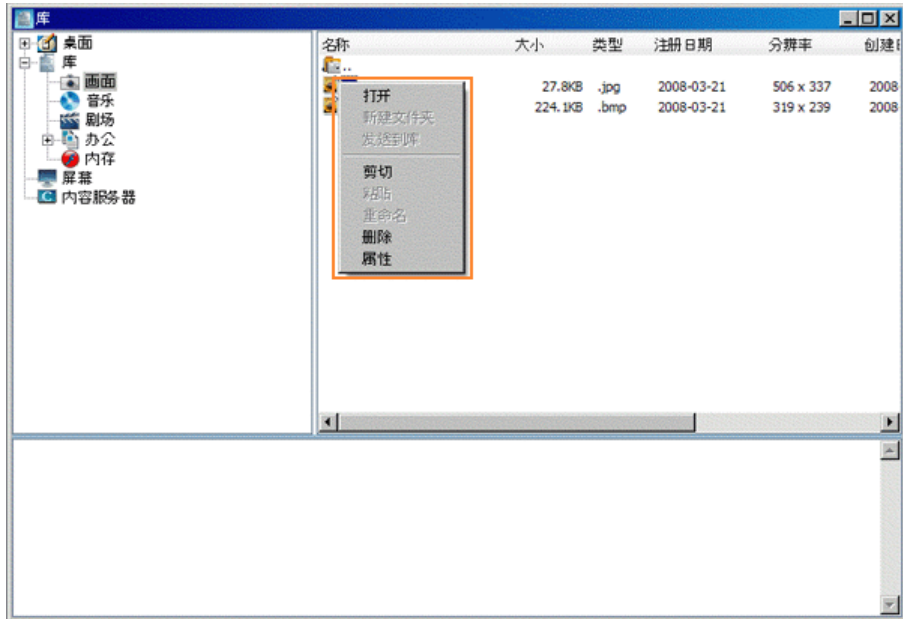 库
桌面
库
画面
音乐
剧场
办公
内存
屏幕
内容服务器
名称 大小 类型 注册日期 分辨率 创建
..
27.8KB .jpg 2008-03-21 506 x 337 2008
224.1KB .bmp 2008-03-21 319 x 239 2008
打开
新建文件夹
发送到库
剪切
粘贴
重命名
删除
属性